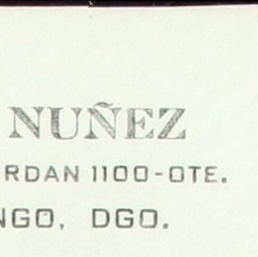 NUÑEZ
RDAN 1100-OTE.
NGO, DGO.